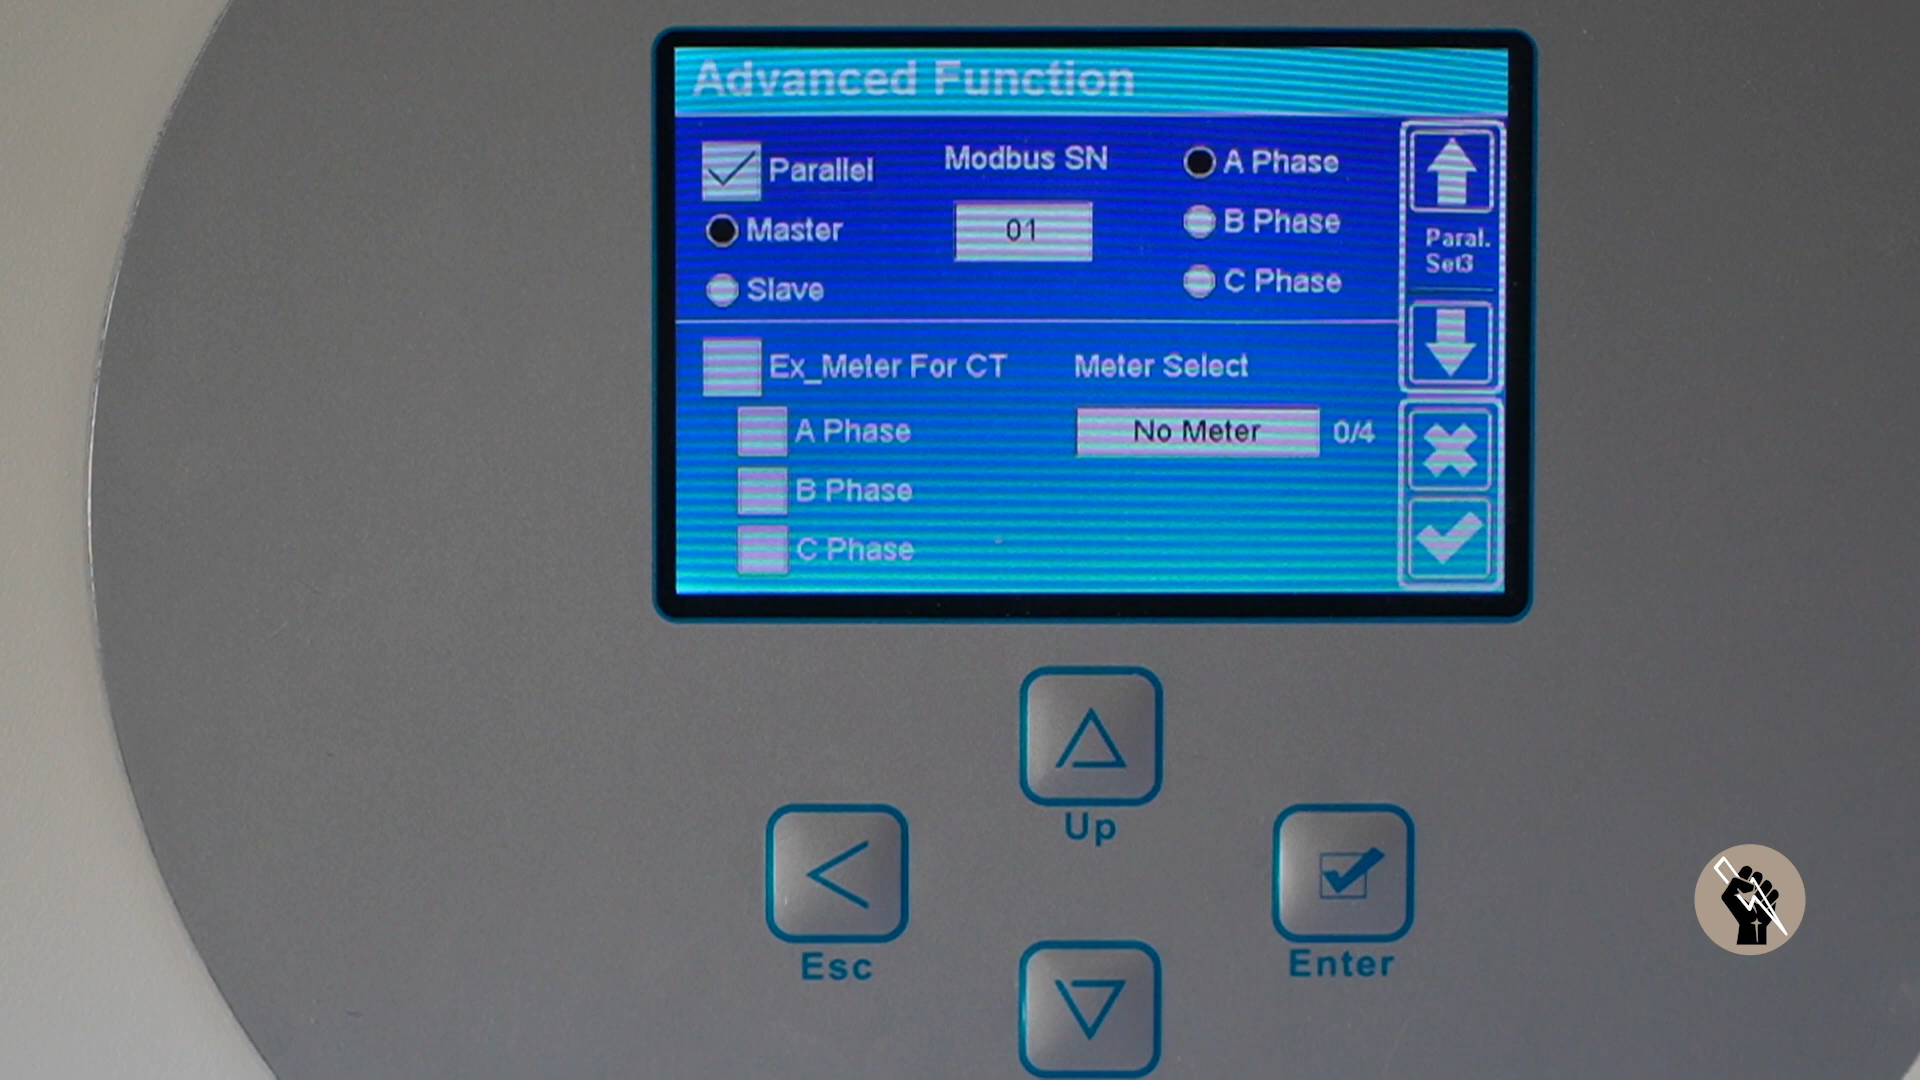 Advanced Function
Parallel
Modbus SN
A Phase
Master
01
B Phase
Slave
C Phase
Paral.
Set3
Ex_Meter For CT
Meter Select
A Phase
No Meter
0/4
B Phase
C Phase
Up
Esc
Enter